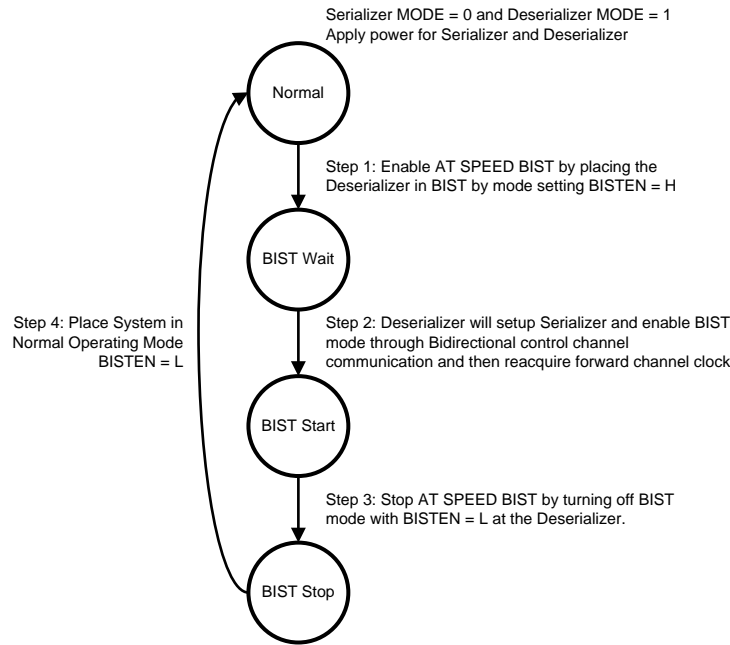 Serializer MODE = 0 and Deserializer MODE = 1
Apply power for Serializer and Deserializer
Normal
Step 1: Enable AT SPEED BIST by placing the
Deserializer in BIST by mode setting BISTEN = H
BIST Wait
Step 2: Deserializer will setup Serializer and enable BIST
mode through Bidirectional control channel
communication and then reacquire forward channel clock
Step 4: Place System in
Normal Operating Mode
BISTEN = L
BIST Start
Step 3: Stop AT SPEED BIST by turning off BIST
mode with BISTEN = L at the Deserializer.
BIST Stop